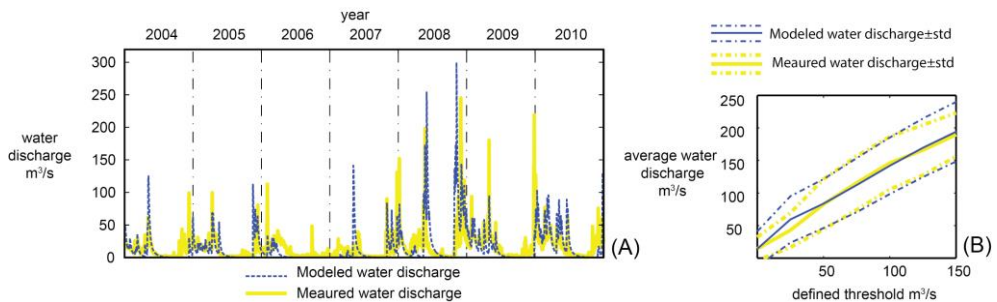 year
2004 2005 2006 2007 2008 2009 2010
300
250
200
150
100
50
0
water
discharge
m³/s
(A)
Modeled water discharge
Meaured water discharge
Modeled water discharge±std
Meaured water discharge±std
250
200
150
100
50
average water
discharge
m³/s
50 100 150
defined threshold m³/s
(B)